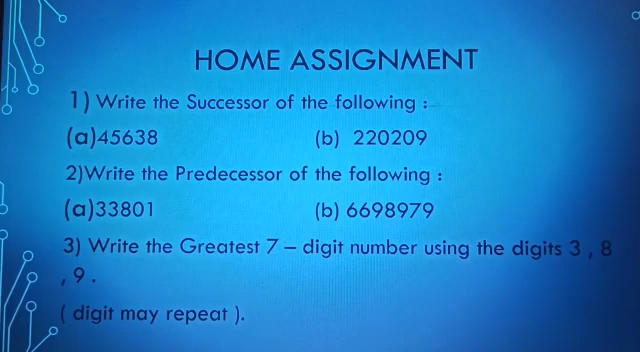 HOME ASSIGNMENT
1) Write the Successor of the following :
(a)45638 (b) 220209
2)Write the Predecessor of the following :
(a)33801 (b) 6698979
3) Write the Greatest 7 – digit number using the digits 3 , 8
, 9 .
( digit may repeat ).